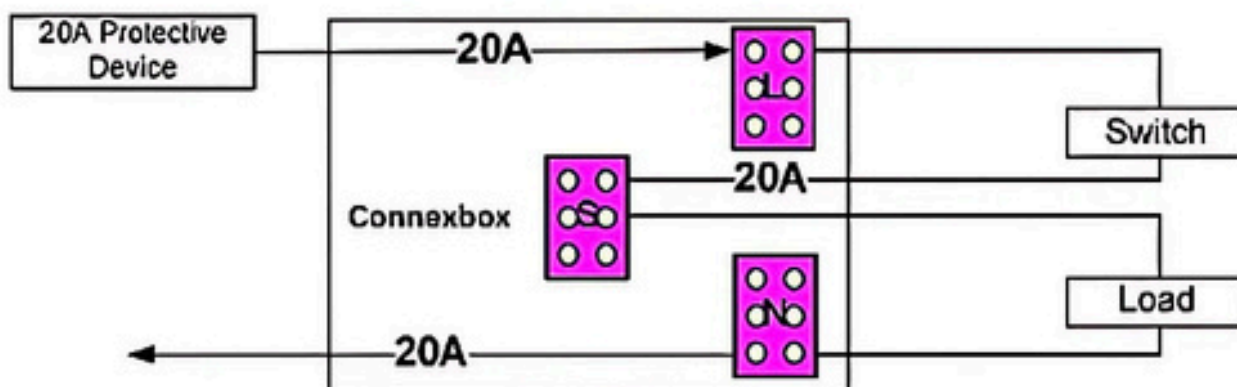 20A Protective
Device
20A
L
Switch
20A
S
Connexbox
N
Load
20A